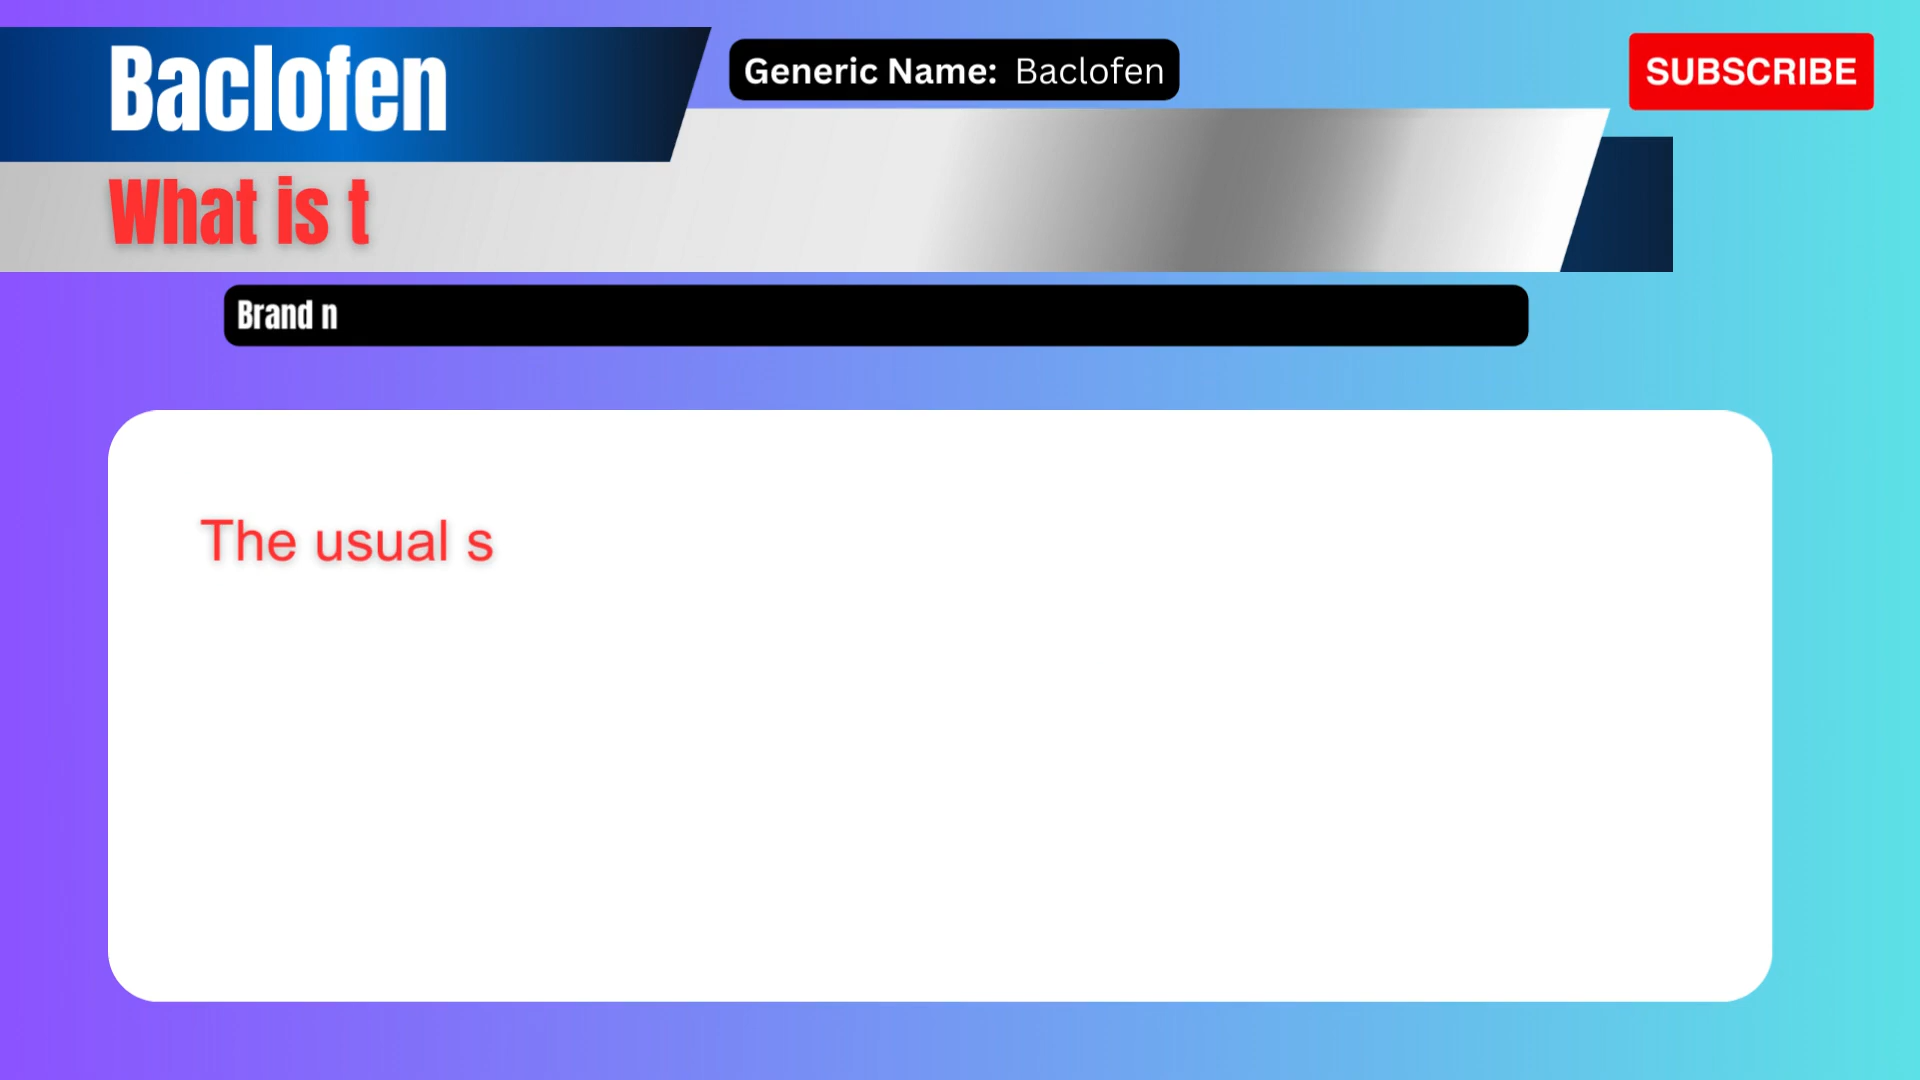 Baclofen
Generic Name: Baclofen
SUBSCRIBE
What is t
Brand n
The usual s